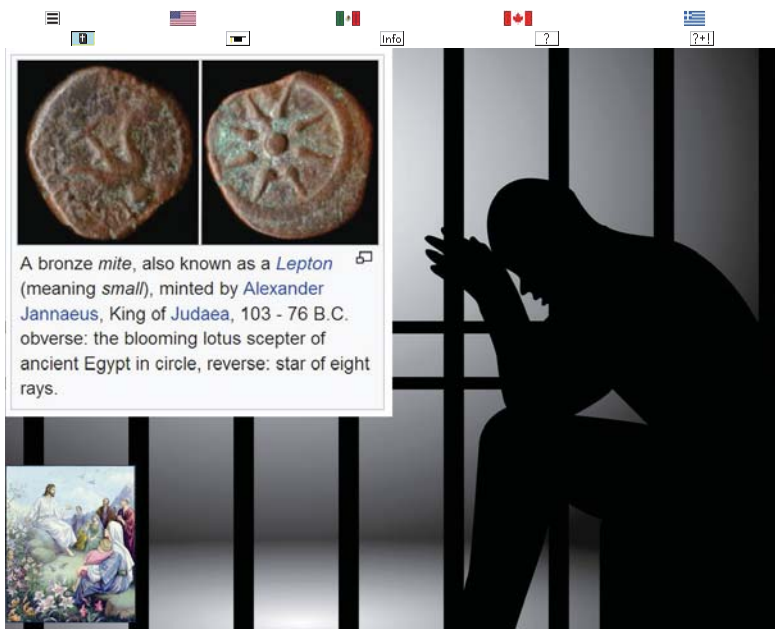 Info
?
?+!
A bronze mite, also known as a Lepton
(meaning small), minted by Alexander
Jannaeus, King of Judaea, 103 - 76 B.C.
obverse: the blooming lotus scepter of
ancient Egypt in circle, reverse: star of eight
rays.